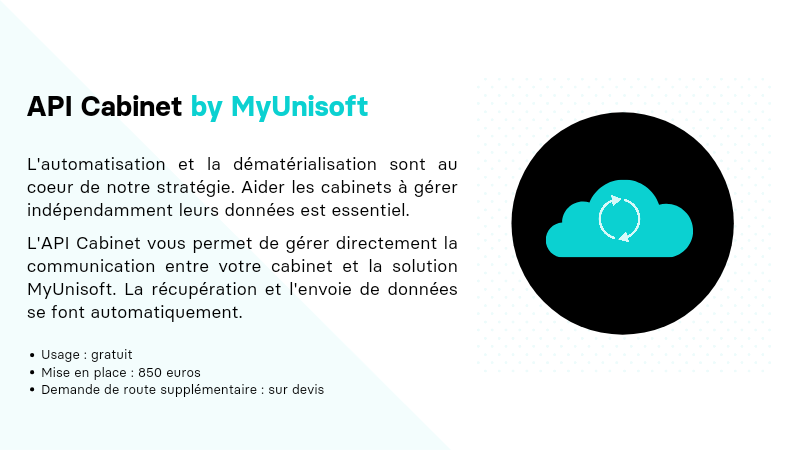 API Cabinet by MyUnisoft
L'automatisation et la dématérialisation sont au
coeur de notre stratégie. Aider les cabinets à gérer
indépendamment leurs données est essentiel.
L'API Cabinet vous permet de gérer directement la
communication entre votre cabinet et la solution
MyUnisoft. La récupération et l'envoie de données
se font automatiquement.
• Usage : gratuit
• Mise en place : 850 euros
• Demande de route supplémentaire : sur devis